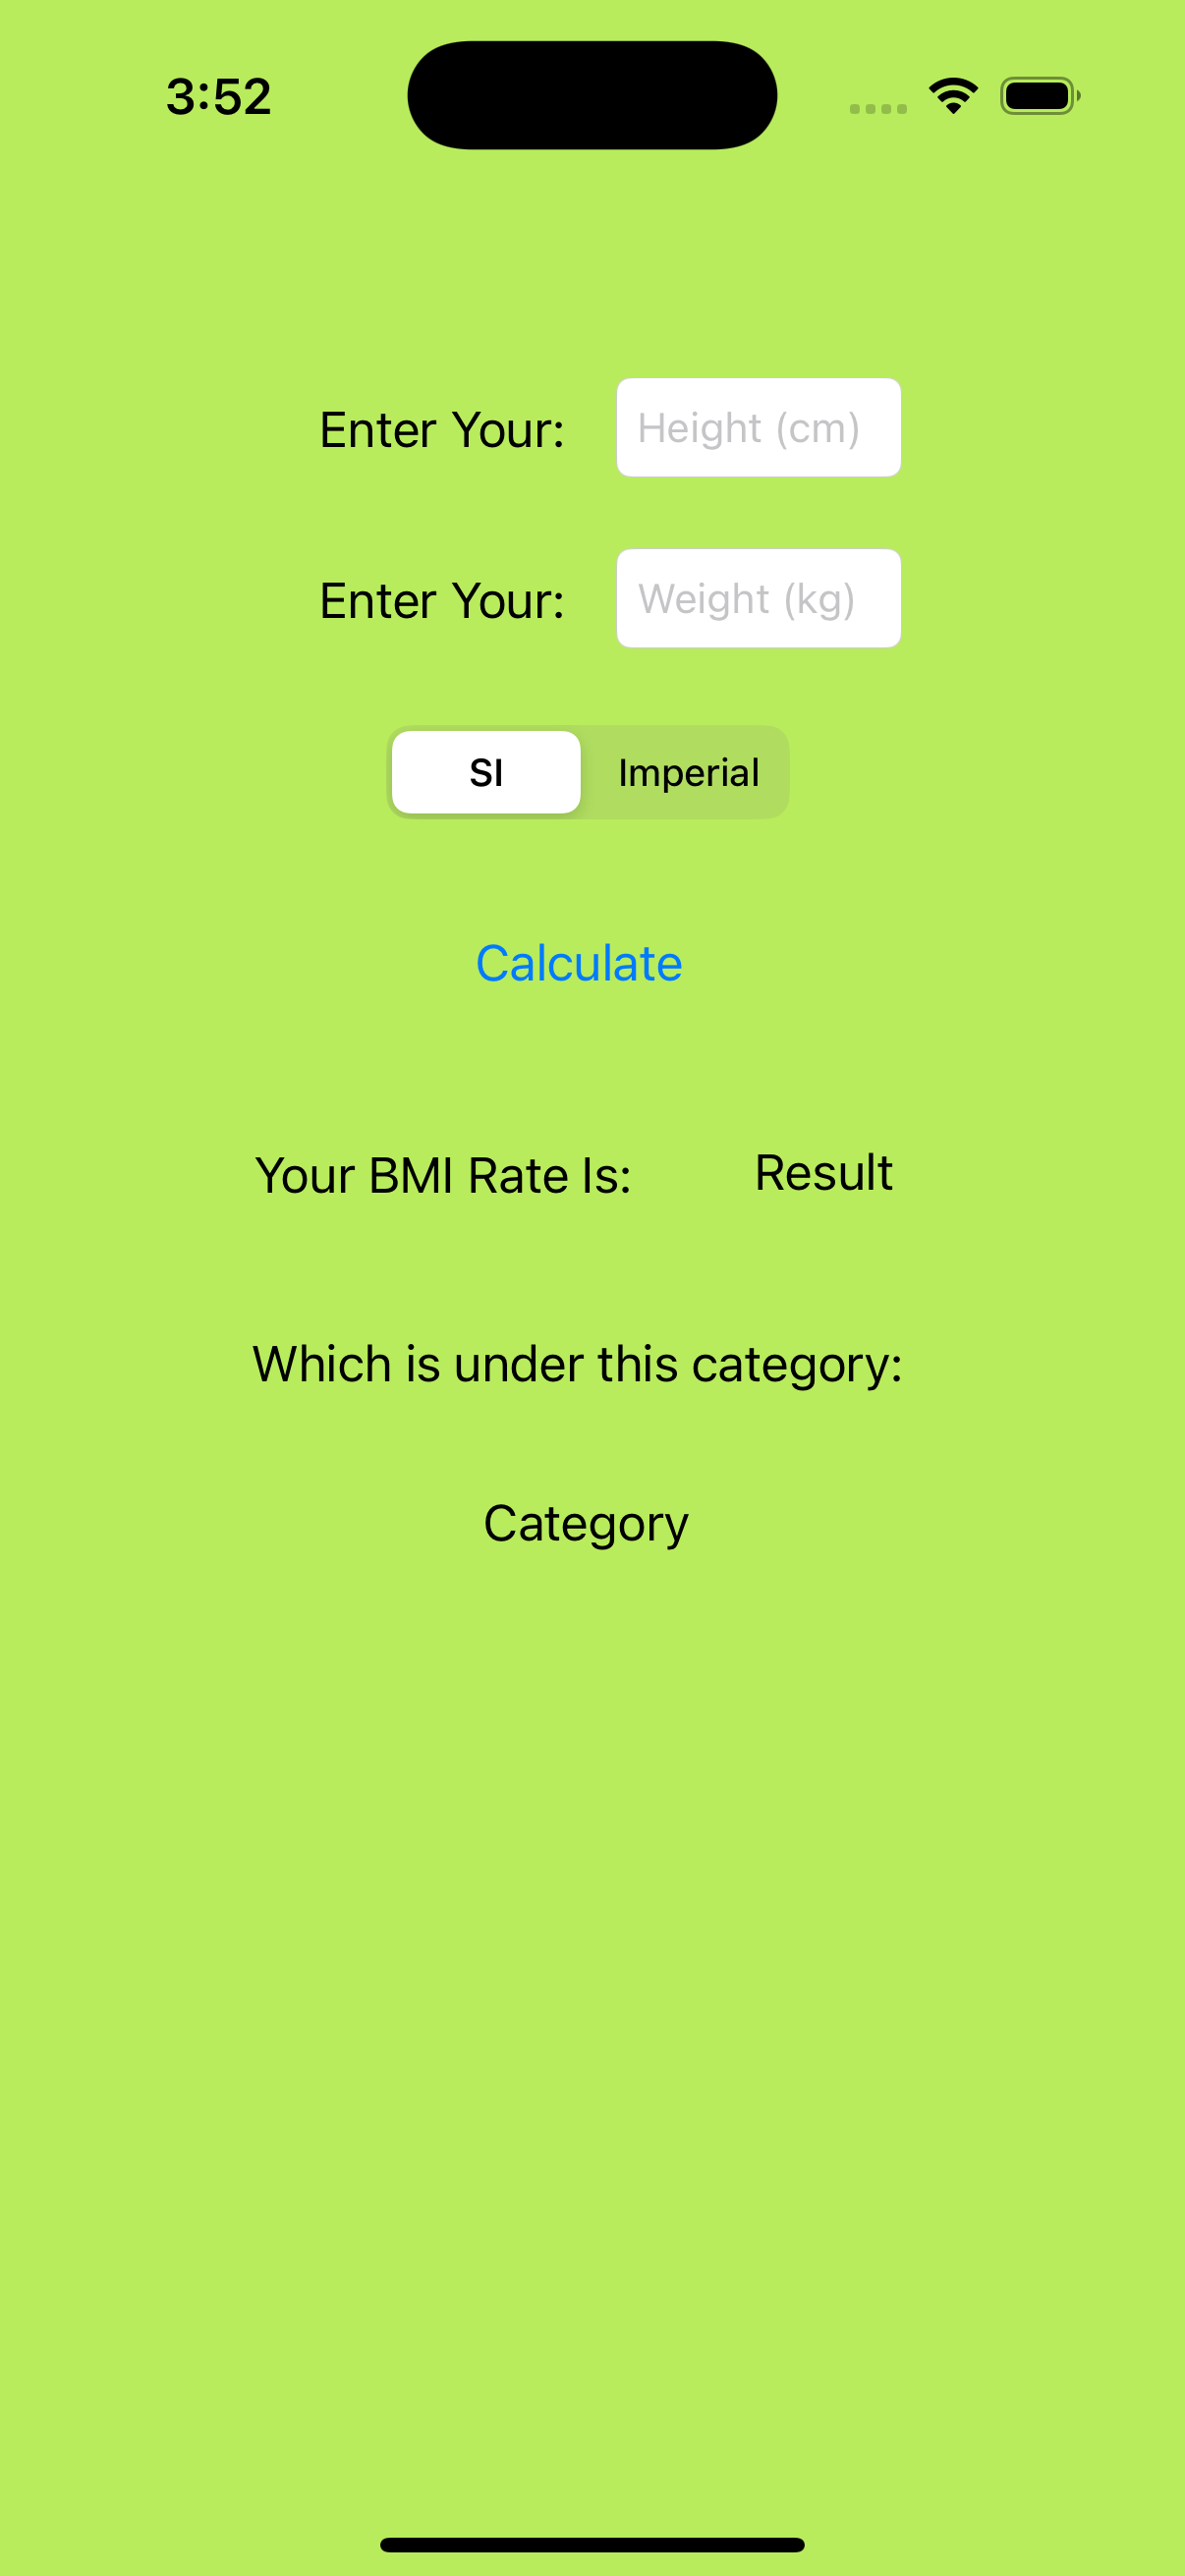 3:52
Enter Your: Height (cm)
Enter Your: Weight (kg)
SI Imperial
Calculate
Your BMI Rate Is: Result
Which is under this category:
Category